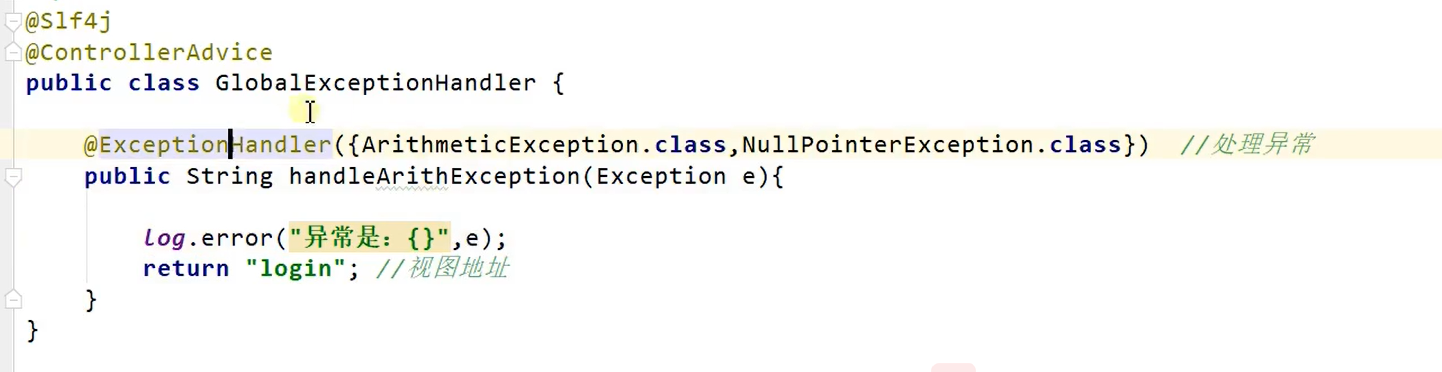 @Slf4j
@ControllerAdvice
public class GlobalExceptionHandler {
@ExceptionHandler({ArithmeticException.class,NullPointerException.class})  //处理异常
public String handleArithException(Exception e){
log.error("异常是：{}",e);
return "login"; //视图地址
}
}